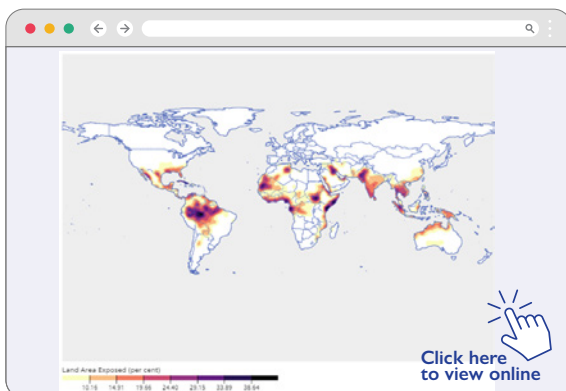 Click here
to view online
Land Area Exposed (per cent)
10.16 14.91 19.66 24.40 29.15 33.89 38.64